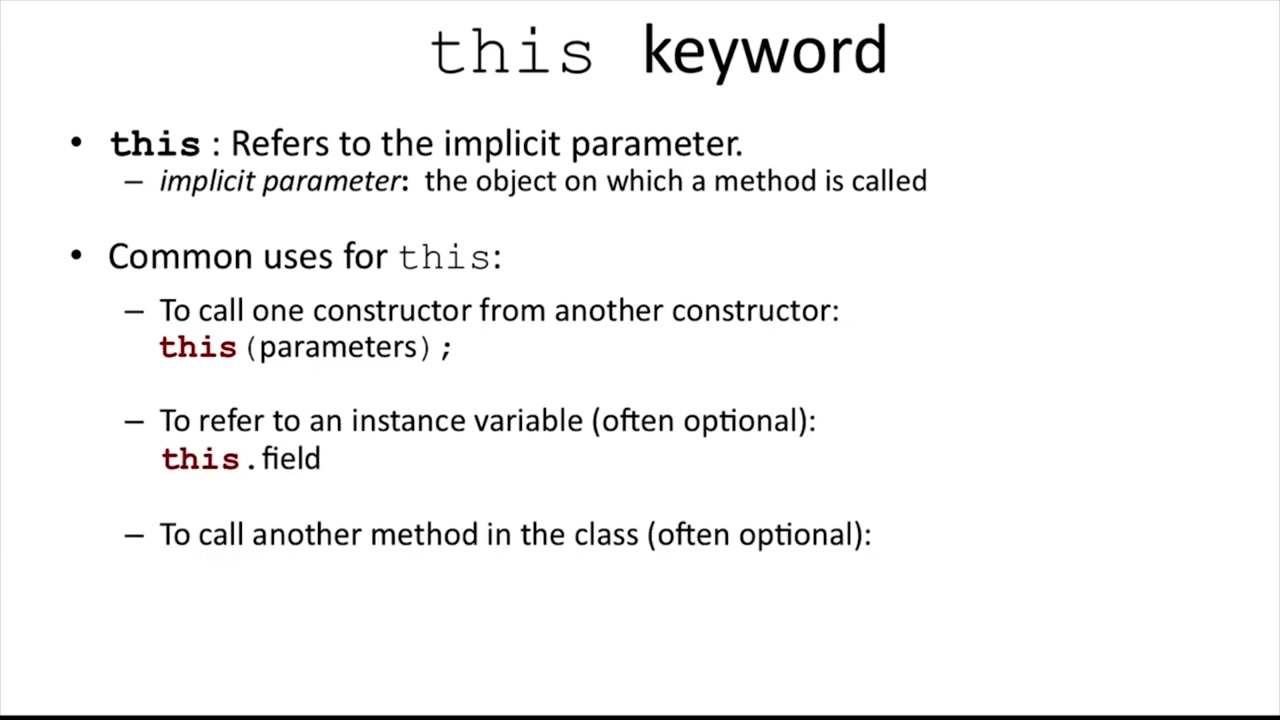 this keyword
• this : Refers to the implicit parameter.
– implicit parameter: the object on which a method is called
• Common uses for this:
– To call one constructor from another constructor:
this(parameters);
– To refer to an instance variable (often optional):
this.field
– To call another method in the class (often optional):